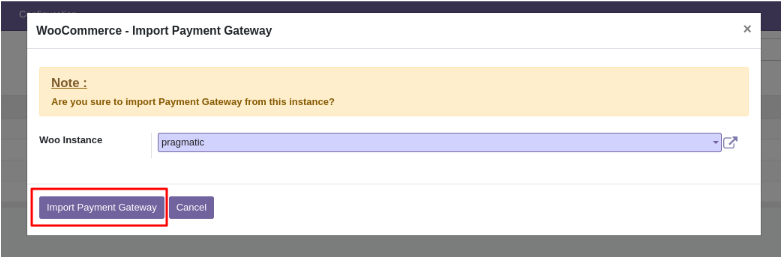 Configuration
WooCommerce - Import Payment Gateway ×
Note :
Are you sure to import Payment Gateway from this instance?
Woo Instance pragmatic
Import Payment Gateway Cancel